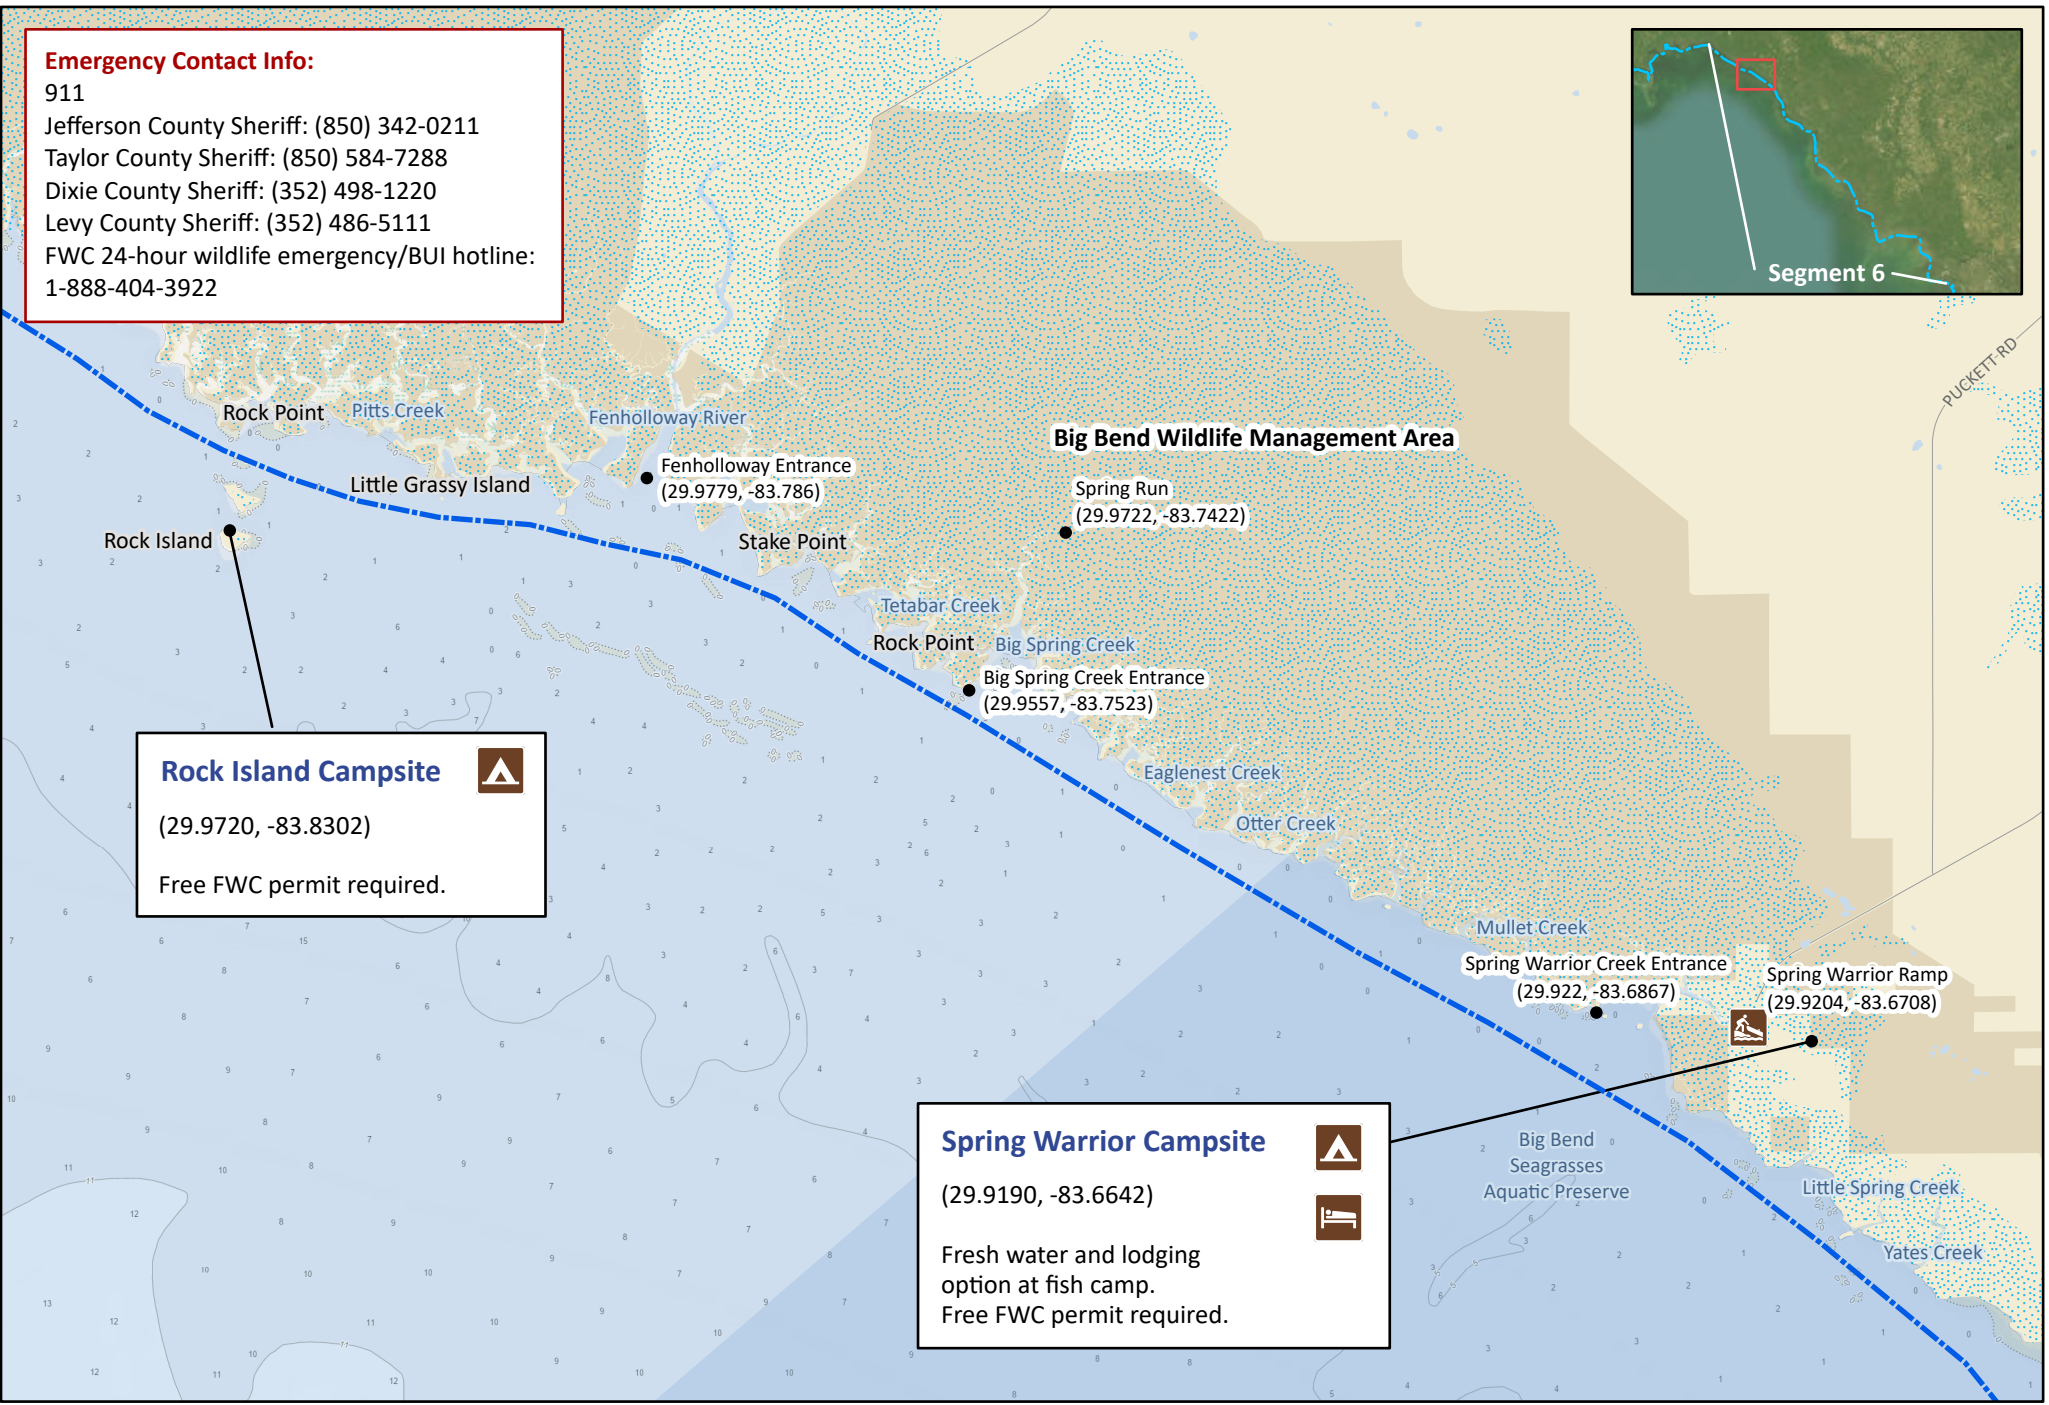 Emergency Contact Info:
911
Jefferson County Sheriff: (850) 342-0211
Taylor County Sheriff: (850) 584-7288
Dixie County Sheriff: (352) 498-1220
Levy County Sheriff: (352) 486-5111
FWC 24-hour wildlife emergency/BUI hotline:
1-888-404-3922
Segment 6
PUCKETT RD
Rock Point
Pitts Creek
Fenholloway River
Big Bend Wildlife Management Area
Fenholloway Entrance
(29.9779, -83.786)
Little Grassy Island
Spring Run
(29.9722, -83.7422)
Rock Island
Stake Point
Tetabar Creek
Rock Point
Big Spring Creek
Big Spring Creek Entrance
(29.9557, -83.7523)
Rock Island Campsite
(29.9720, -83.8302)
Free FWC permit required.
Eaglenest Creek
Otter Creek
Mullet Creek
Spring Warrior Creek Entrance
(29.922, -83.6867)
Spring Warrior Ramp
(29.9204, -83.6708)
Spring Warrior Campsite
(29.9190, -83.6642)
Fresh water and lodging
option at fish camp.
Free FWC permit required.
Big Bend
Seagrasses
Aquatic Preserve
Little Spring Creek
Yates Creek